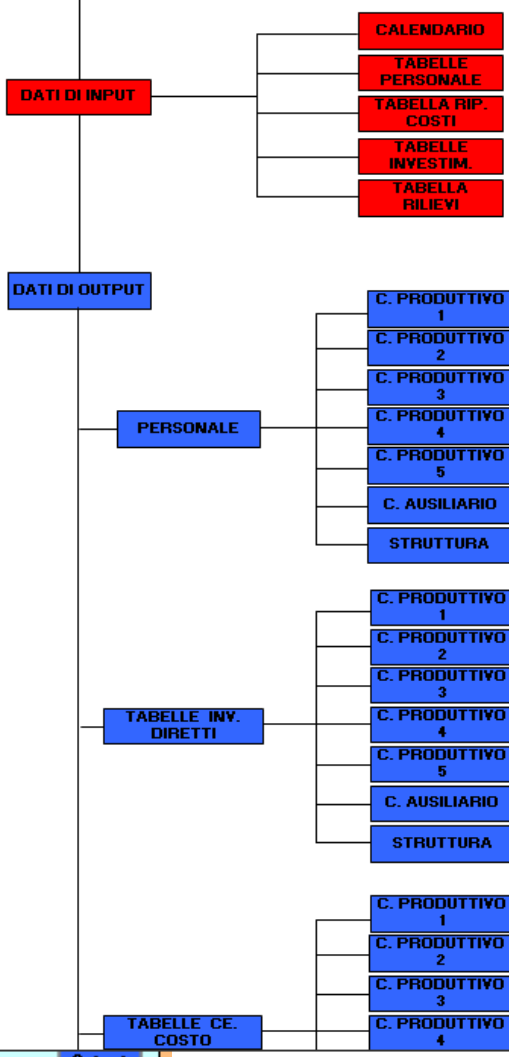 CALENDARIO
TABELLE
PERSONALE
DATI DI INPUT
TABELLA RIP.
COSTI
TABELLE
INVESTIM.
TABELLA
RILIEVI
DATI DI OUTPUT
C. PRODUTTIVO
1
C. PRODUTTIVO
2
C. PRODUTTIVO
3
PERSONALE
C. PRODUTTIVO
4
C. PRODUTTIVO
5
C. AUSILIARIO
STRUTTURA
C. PRODUTTIVO
1
C. PRODUTTIVO
2
C. PRODUTTIVO
3
TABELLE INV.
DIRETTI
C. PRODUTTIVO
4
C. PRODUTTIVO
5
C. AUSILIARIO
STRUTTURA
C. PRODUTTIVO
1
C. PRODUTTIVO
2
C. PRODUTTIVO
3
TABELLE CE.
COSTO
C. PRODUTTIVO
4